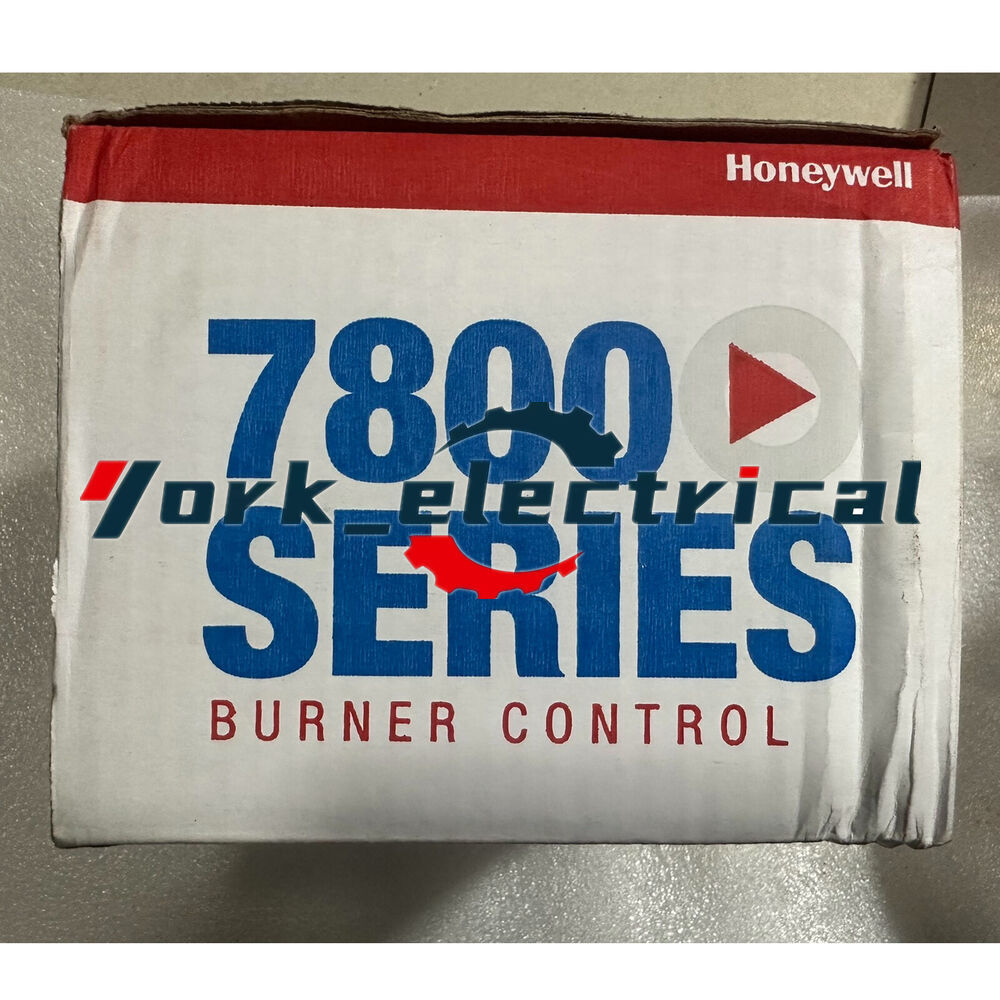 Honeywell
7800
York_electrical
SERIES
BURNER CONTROL